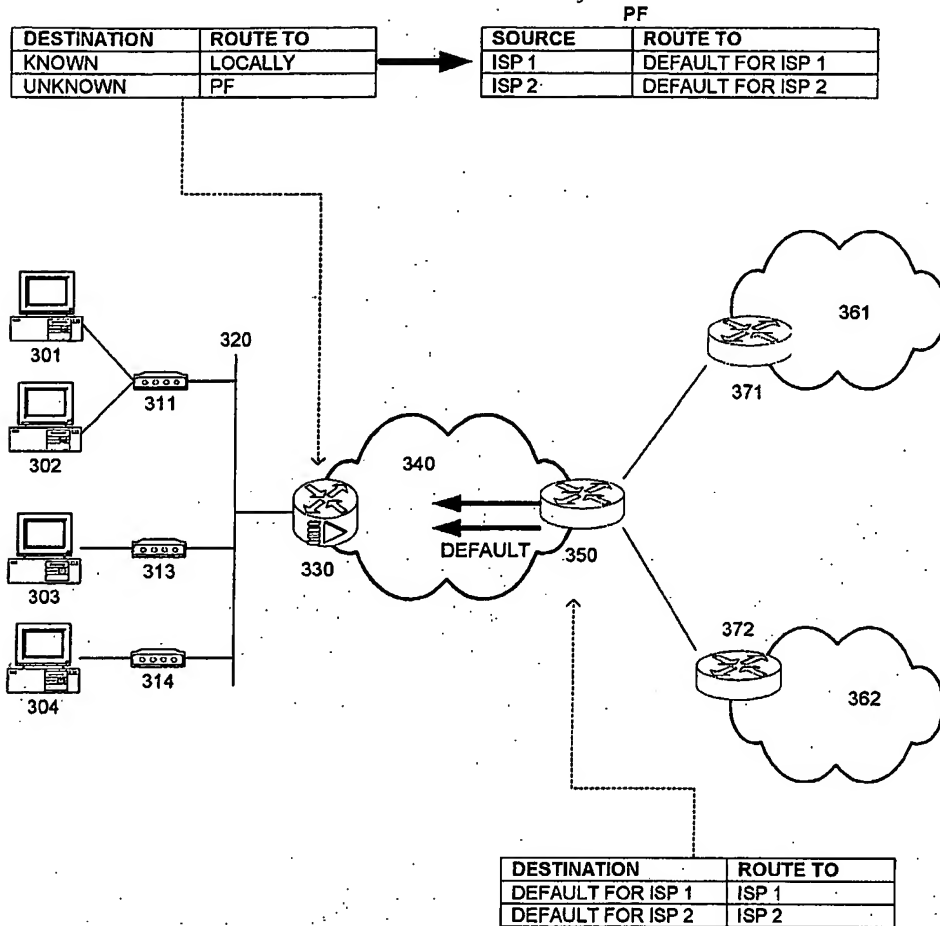 PF
DESTINATION ROUTE TO
KNOWN LOCALLY
UNKNOWN PF
SOURCE ROUTE TO
ISP 1 DEFAULT FOR ISP 1
ISP 2 DEFAULT FOR ISP 2
301
302
311
320
303
313
304
314
330
340
DEFAULT
350
361
371
372
362
DESTINATION ROUTE TO
DEFAULT FOR ISP 1 ISP 1
DEFAULT FOR ISP 2 ISP 2